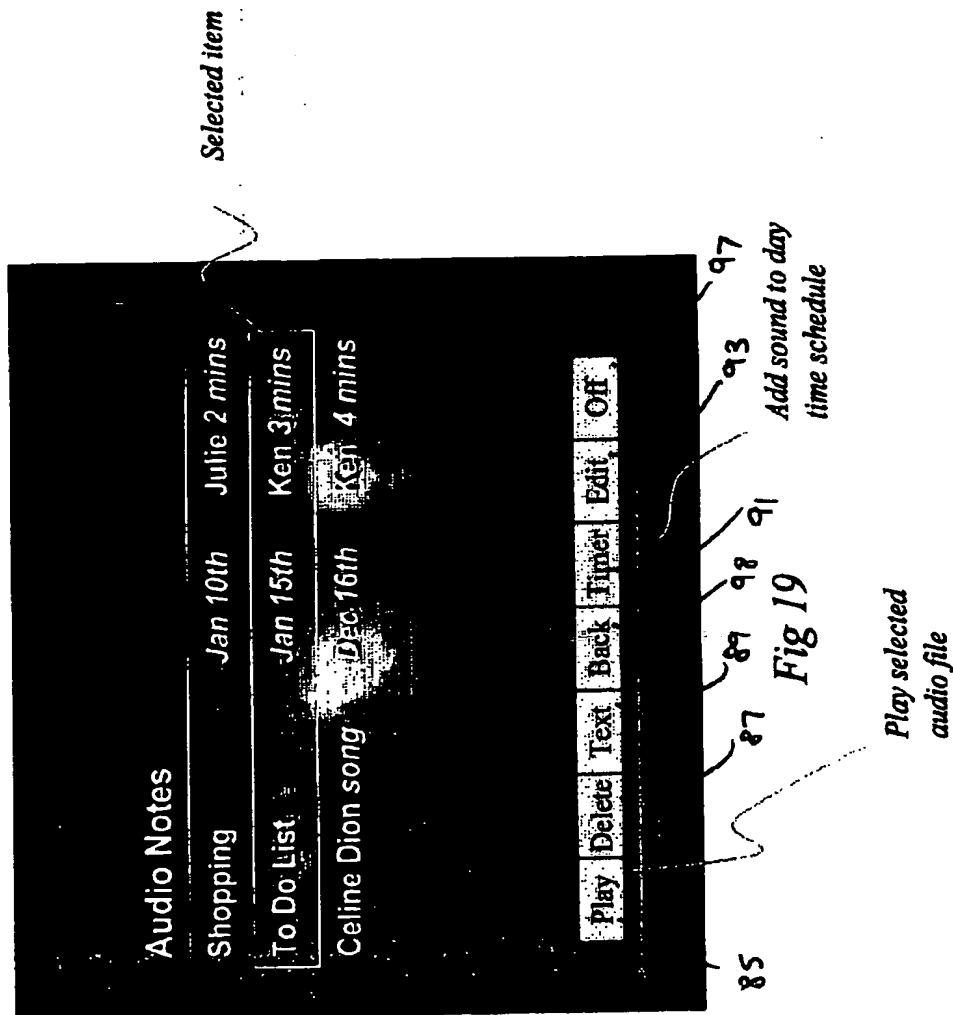 Selected item
Audio Notes
Shopping Jan 10th Julie 2 mins
To Do List Jan 15th Ken 3 mins
Celine Dion song Dec 16th Ken 4 mins
Play Delete Text Back Timer Edit Off
85 87 89 98 91 93 97
Fig 19
Add sound to day
time schedule
Play selected
audio file